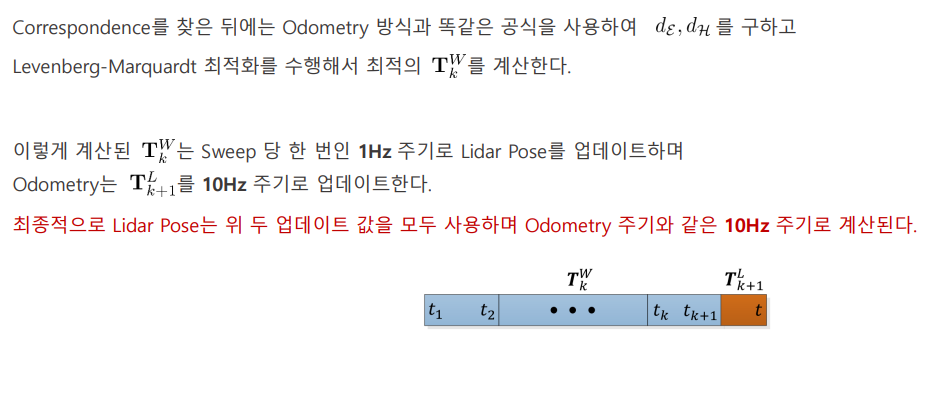 Correspondence를 찾은 뒤에는 Odometry 방식과 똑같은 공식을 사용하여 $d_{\mathcal{E}}, d_{\mathcal{H}}$ 를 구하고
Levenberg-Marquardt 최적화를 수행해서 최적의 $\mathbf{T}_k^W$를 계산한다.
이렇게 계산된 $\mathbf{T}_k^W$는 Sweep 당 한 번인 1Hz 주기로 Lidar Pose를 업데이트하며
Odometry는 $\mathbf{T}_{k+1}^L$를 10Hz 주기로 업데이트한다.
최종적으로 Lidar Pose는 위 두 업데이트 값을 모두 사용하며 Odometry 주기와 같은 10Hz 주기로 계산된다.
$T_k^W$ $T_{k+1}^L$
$t_1$ $t_2$ • • • $t_k$ $t_{k+1}$ $t$